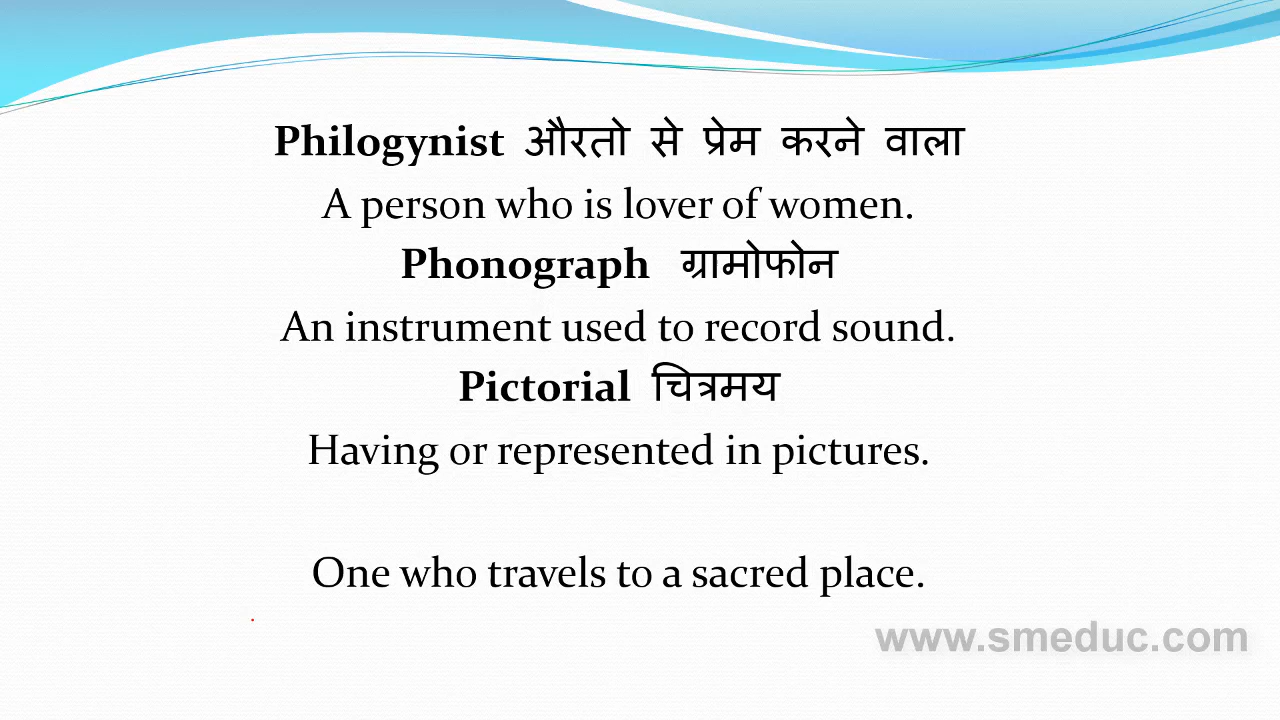 Philogynist औरतो से प्रेम करने वाला
A person who is lover of women.
Phonograph ग्रामोफोन
An instrument used to record sound.
Pictorial चित्रमय
Having or represented in pictures.
One who travels to a sacred place.
www.smeduc.com